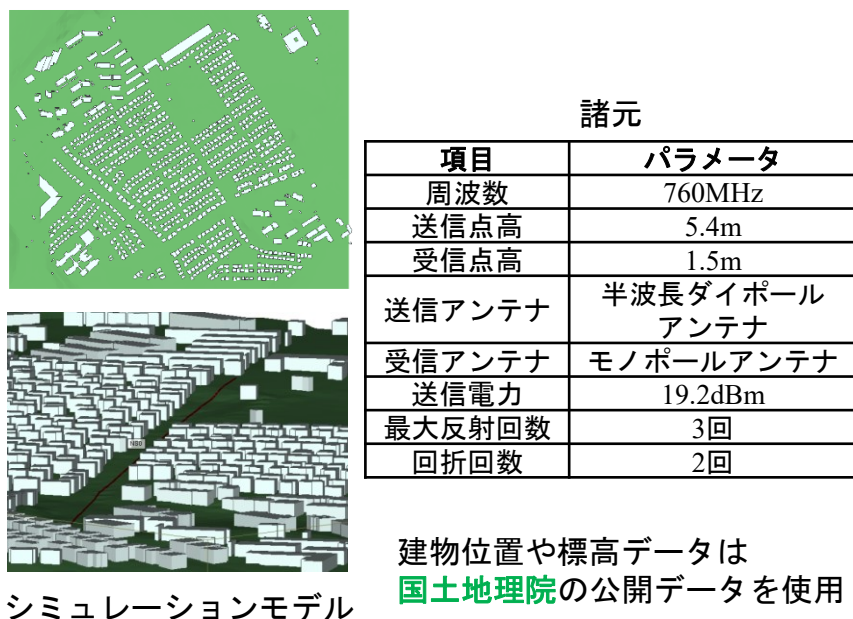 諸元
項目 パラメータ
周波数 760MHz
送信点高 5.4m
受信点高 1.5m
送信アンテナ 半波長ダイポール
アンテナ
受信アンテナ モノポールアンテナ
送信電力 19.2dBm
最大反射回数 3回
回折回数 2回
建物位置や標高データは
国土地理院の公開データを使用
シミュレーションモデル